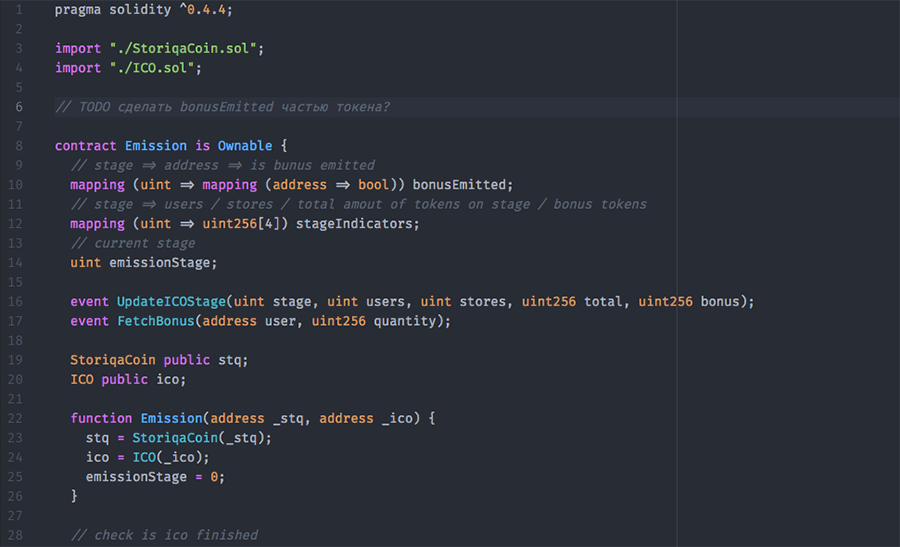 1 pragma solidity ^0.4.4;
2
3 import "./StoriqaCoin.sol";
4 import "./ICO.sol";
5
6 // TODO сделать bonusEmitted частью токена?
7
8 contract Emission is Ownable {
9 // stage => address => is bunus emitted
10 mapping (uint => mapping (address => bool)) bonusEmitted;
11 // stage => users / stores / total amout of tokens on stage / bonus tokens
12 mapping (uint => uint256[4]) stageIndicators;
13 // current stage
14 uint emissionStage;
15
16 event UpdateICOStage(uint stage, uint users, uint stores, uint256 total, uint256 bonus);
17 event FetchBonus(address user, uint256 quantity);
18
19 StoriqaCoin public stq;
20 ICO public ico;
21
22 function Emission(address _stq, address _ico) {
23 stq = StoriqaCoin(_stq);
24 ico = ICO(_ico);
25 emissionStage = 0;
26 }
27
28 // check is ico finished